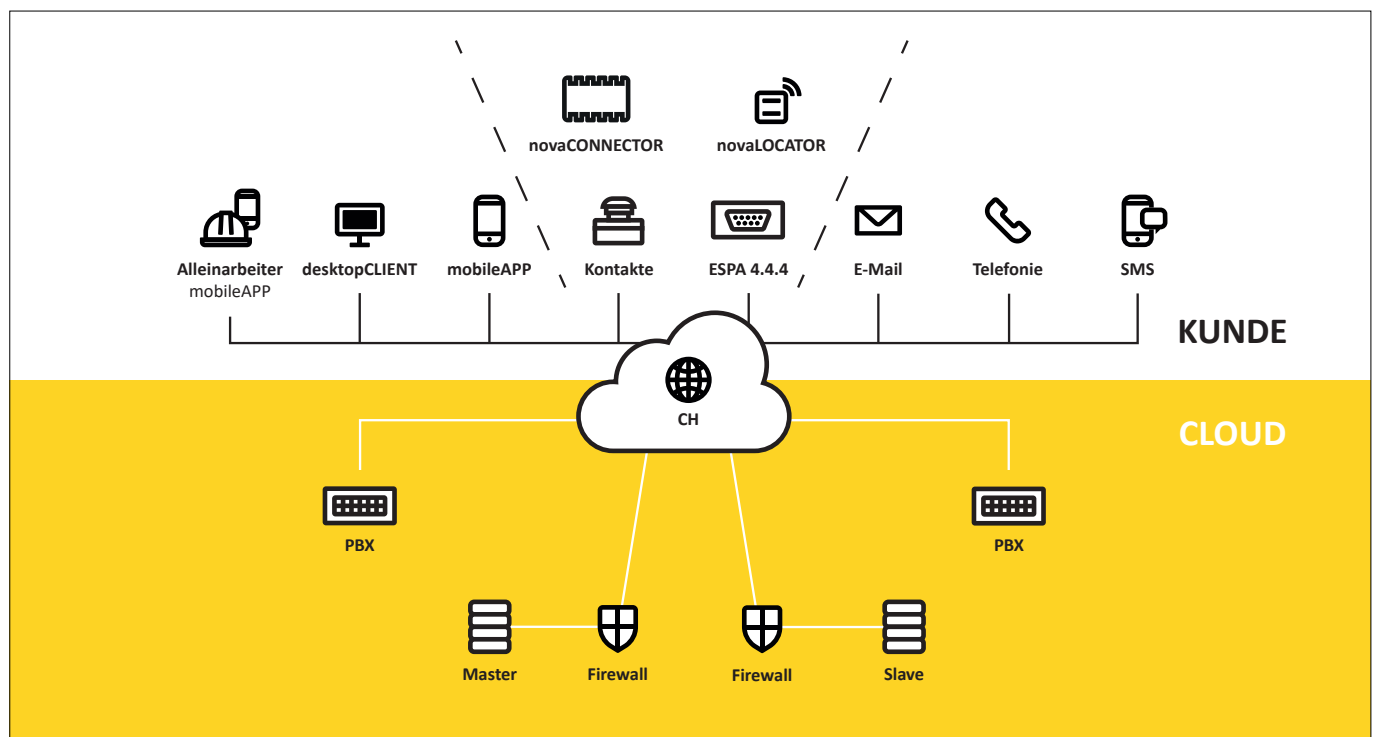 novaCONNECTOR
novaLOCATOR
Alleinarbeiter
mobileAPP
desktopCLIENT
mobileAPP
Kontakte
ESPA 4.4.4
E-Mail
Telefonie
SMS
KUNDE
CH
CLOUD
PBX
PBX
Master
Firewall
Firewall
Slave